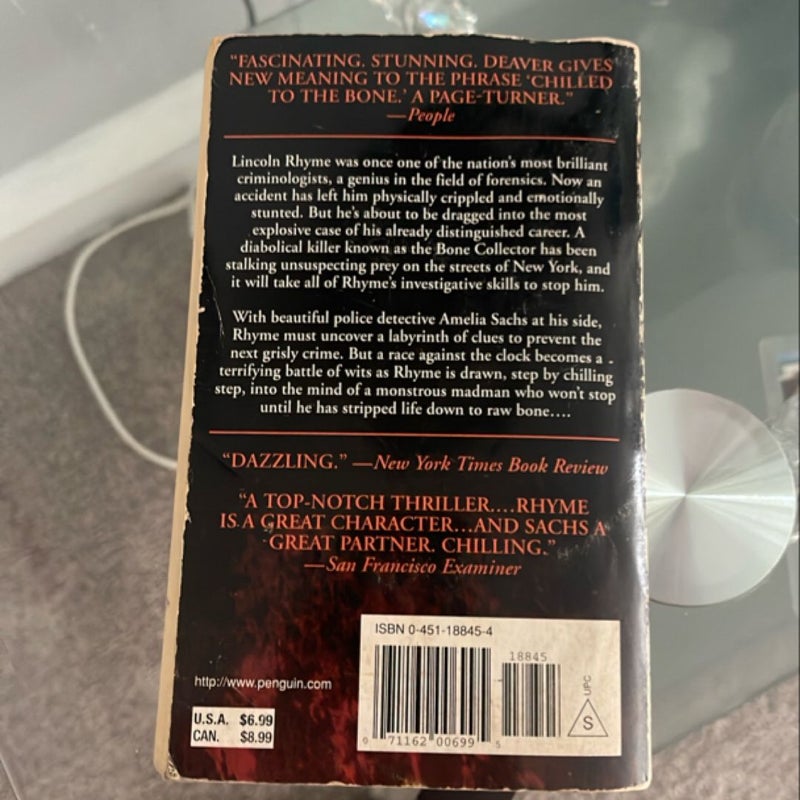 "FASCINATING. STUNNING. DEAVER GIVES
NEW MEANING TO THE PHRASE 'CHILLED
TO THE BONE.' A PAGE-TURNER."
—People
Lincoln Rhyme was once one of the nation's most brilliant
criminologists, a genius in the field of forensics. Now an
accident has left him physically crippled and emotionally
stunted. But he's about to be dragged into the most
explosive case of his already distinguished career. A
diabolical killer known as the Bone Collector has been
stalking unsuspecting prey on the streets of New York, and
it will take all of Rhyme's investigative skills to stop him.
With beautiful police detective Amelia Sachs at his side,
Rhyme must uncover a labyrinth of clues to prevent the
next grisly crime. But a race against the clock becomes a
terrifying battle of wits as Rhyme is drawn, step by chilling
step, into the mind of a monstrous madman who won't stop
until he has stripped life down to raw bone....
"DAZZLING." —New York Times Book Review
"A TOP-NOTCH THRILLER....RHYME
IS A GREAT CHARACTER...AND SACHS A
GREAT PARTNER. CHILLING."
—San Francisco Examiner
ISBN 0-451-18845-4
18845
UPC
S
0 71162 00699 5
http://www.penguin.com
U.S.A. $6.99
CAN. $8.99